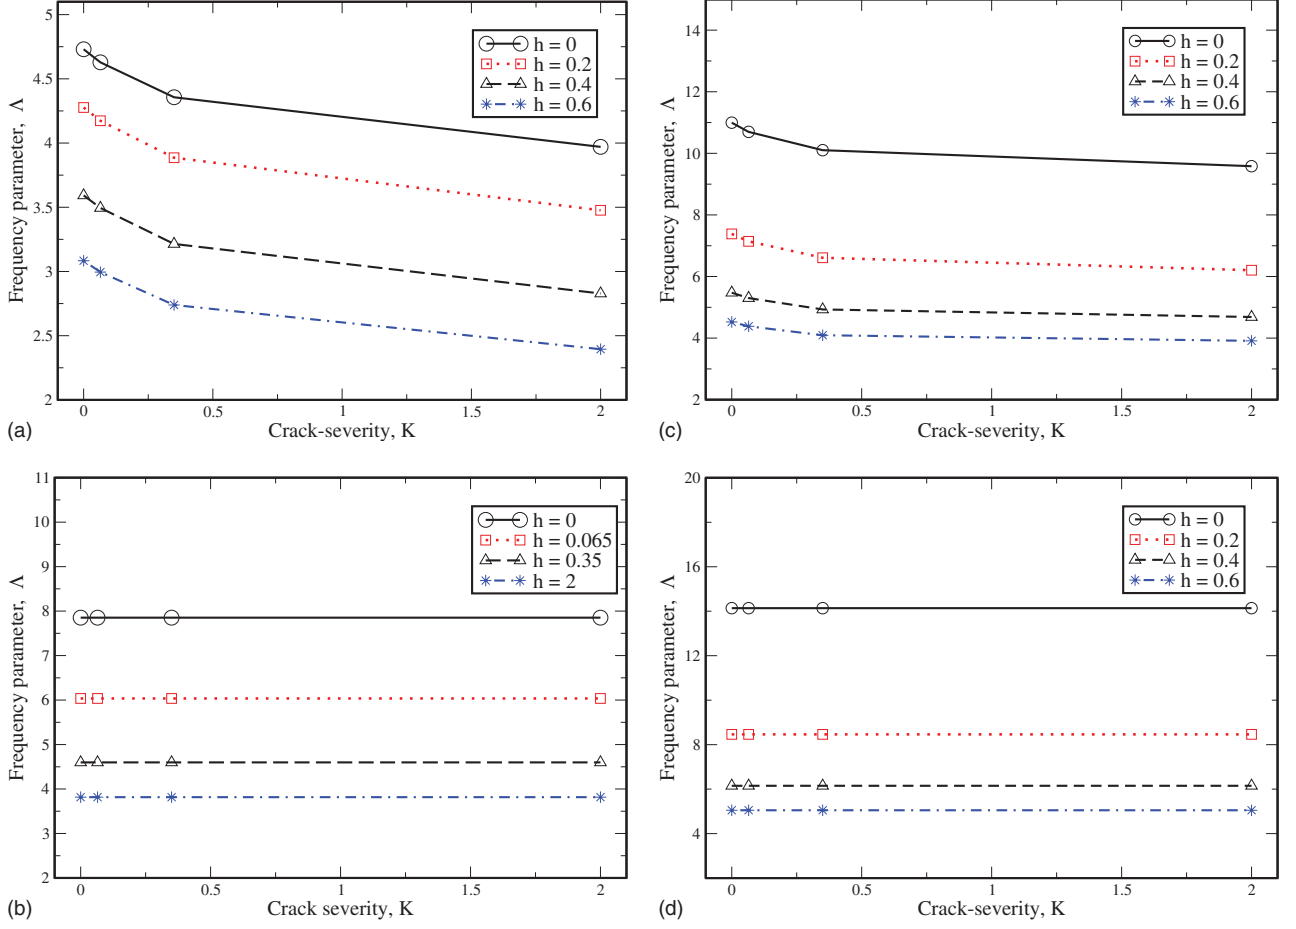 5
4.5
4
3.5
3
2.5
2
Frequency parameter, Λ
h = 0
h = 0.2
h = 0.4
h = 0.6
0 0.5 1 1.5 2
Crack-severity, K
(a)
14
12
10
8
6
4
2
Frequency parameter, Λ
h = 0
h = 0.2
h = 0.4
h = 0.6
0 0.5 1 1.5 2
Crack-severity, K
(c)
11
10
9
8
7
6
5
4
3
2
Frequency parameter, Λ
h = 0
h = 0.065
h = 0.35
h = 2
0 0.5 1 1.5 2
Crack severity, K
(b)
20
16
12
8
4
Frequency parameter, Λ
h = 0
h = 0.2
h = 0.4
h = 0.6
0 0.5 1 1.5 2
Crack-severity, K
(d)